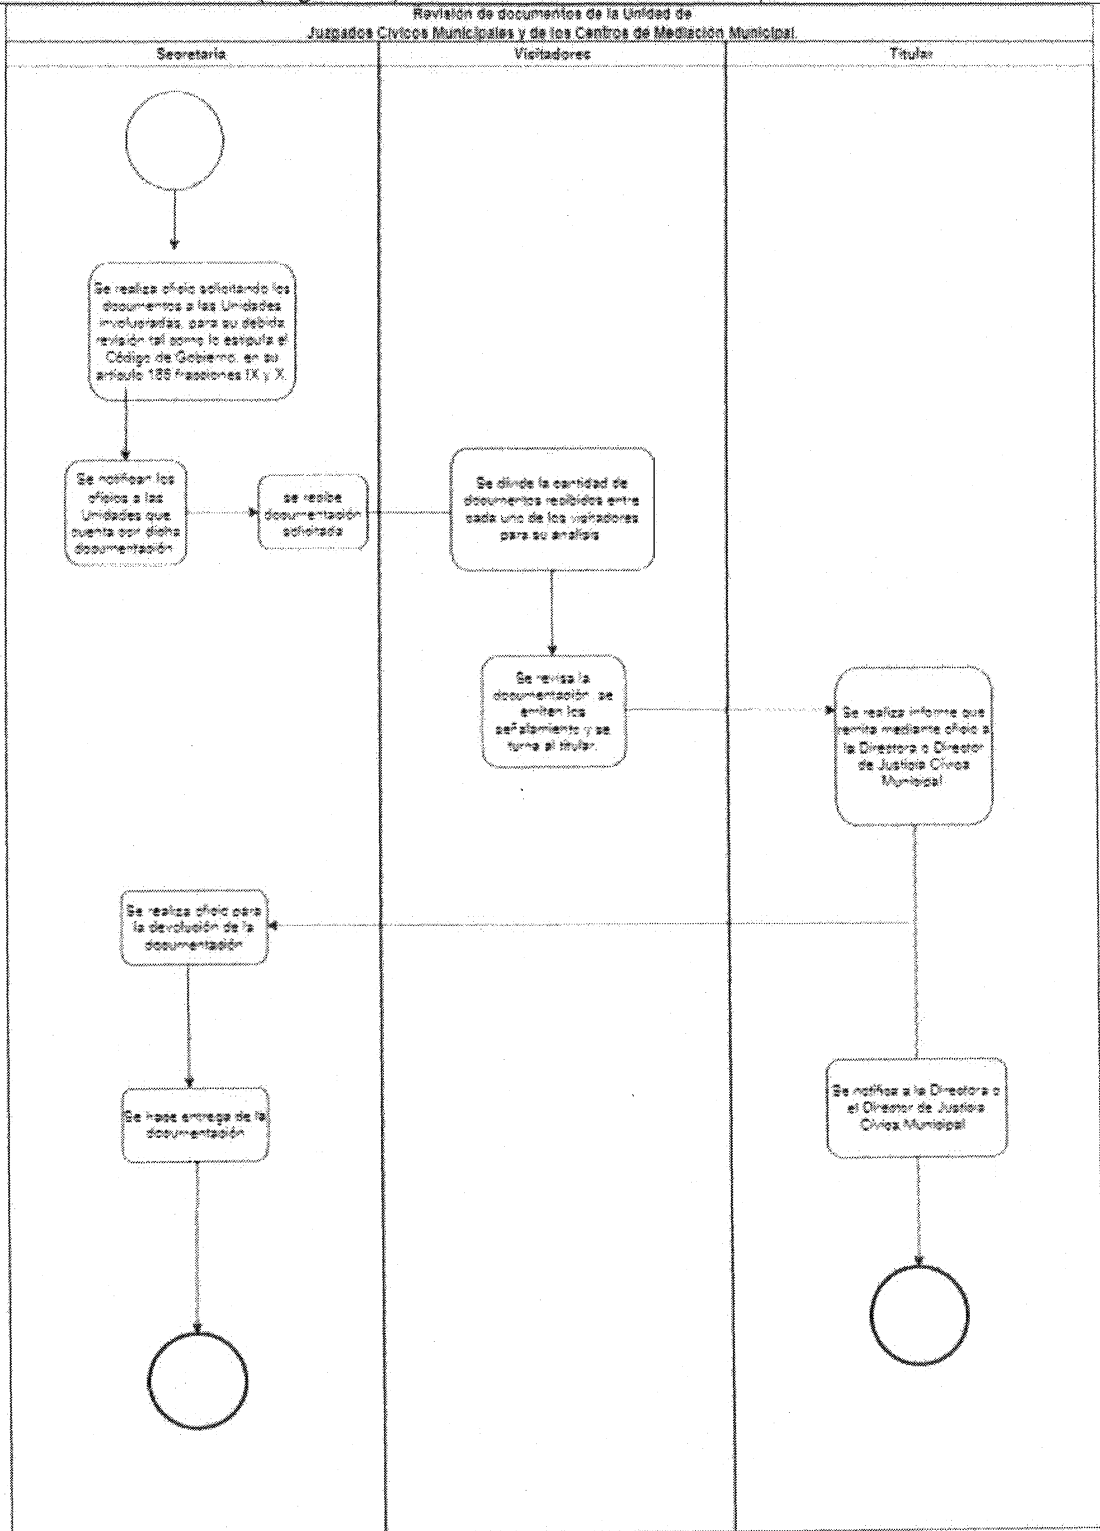 Revisión de documentos de la Unidad de
Juzgados Cívicos Municipales y de los Centros de Mediación Municipal.
Secretaría
Visitadores
Titular
Se realiza oficio solicitando los
documentos a las Unidades
involucradas, para su debida
revisión tal como lo estipula el
Código de Gobierno, en su
artículo 188 fracciones IX y X.
Se notifican los
oficios a las
Unidades que
cuenta con dicha
documentación
se recibe
documentación
solicitada
Se divide la cantidad de
documentos recibidos entre
cada uno de los visitadores
para su análisis
Se revisa la
documentación, se
emiten los
señalamiento y se
turna al titular.
Se realiza informe que
remite mediante oficio a
la Directora o Director
de Justicia Cívica
Municipal
Se realiza oficio para
la devolución de la
documentación
Se hace entrega de la
documentación
Se notifica a la Directora o
el Director de Justicia
Cívica Municipal